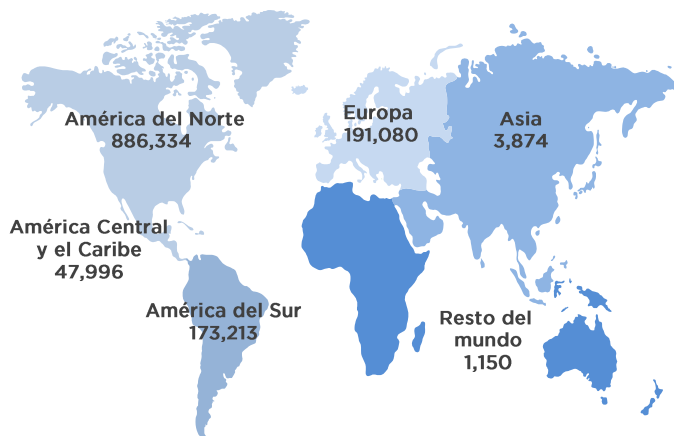 América del Norte
886,334
Europa
191,080
Asia
3,874
América Central
y el Caribe
47,996
América del Sur
173,213
Resto del
mundo
1,150